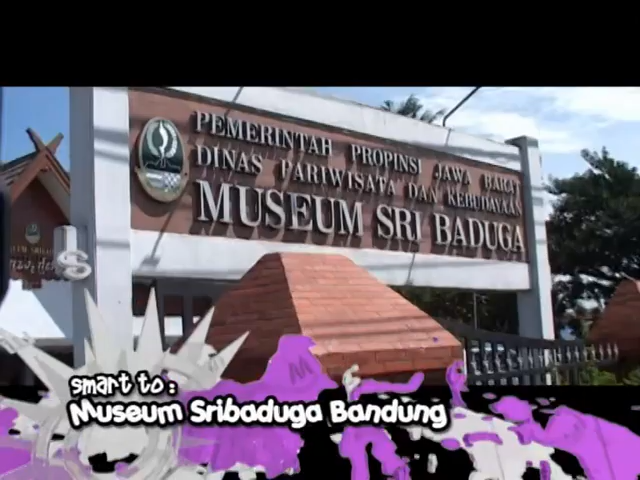 PEMERINTAH PROPINSI JAWA BARAT
DINAS PARIWISATA DAN KEBUDAYAAN
MUSEUM SRI BADUGA
smart to :
Museum Sribaduga Bandung